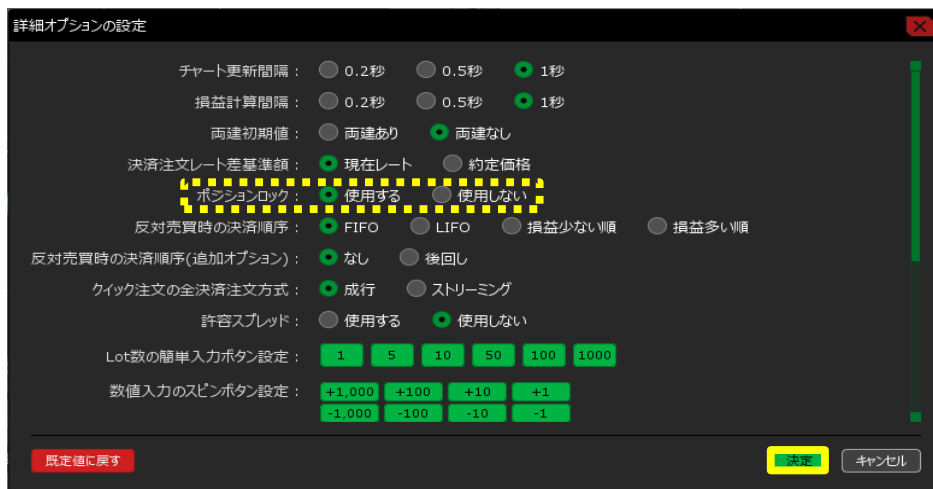 詳細オプションの設定
チャート更新間隔： 0.2秒 0.5秒 1秒
損益計算間隔： 0.2秒 0.5秒 1秒
両建初期値： 両建あり 両建なし
決済注文レート差基準額： 現在レート 約定価格
ポジションロック： 使用する 使用しない
反対売買時の決済順序： FIFO LIFO 損益少ない順 損益多い順
反対売買時の決済順序(追加オプション)： なし 後回し
クイック注文の全決済注文方式： 成行 ストリーミング
許容スプレッド： 使用する 使用しない
Lot数の簡単入力ボタン設定： 1 5 10 50 100 1000
数値入力のスピンボタン設定： +1,000 +100 +10 +1
-1,000 -100 -10 -1
既定値に戻す 決定 キャンセル